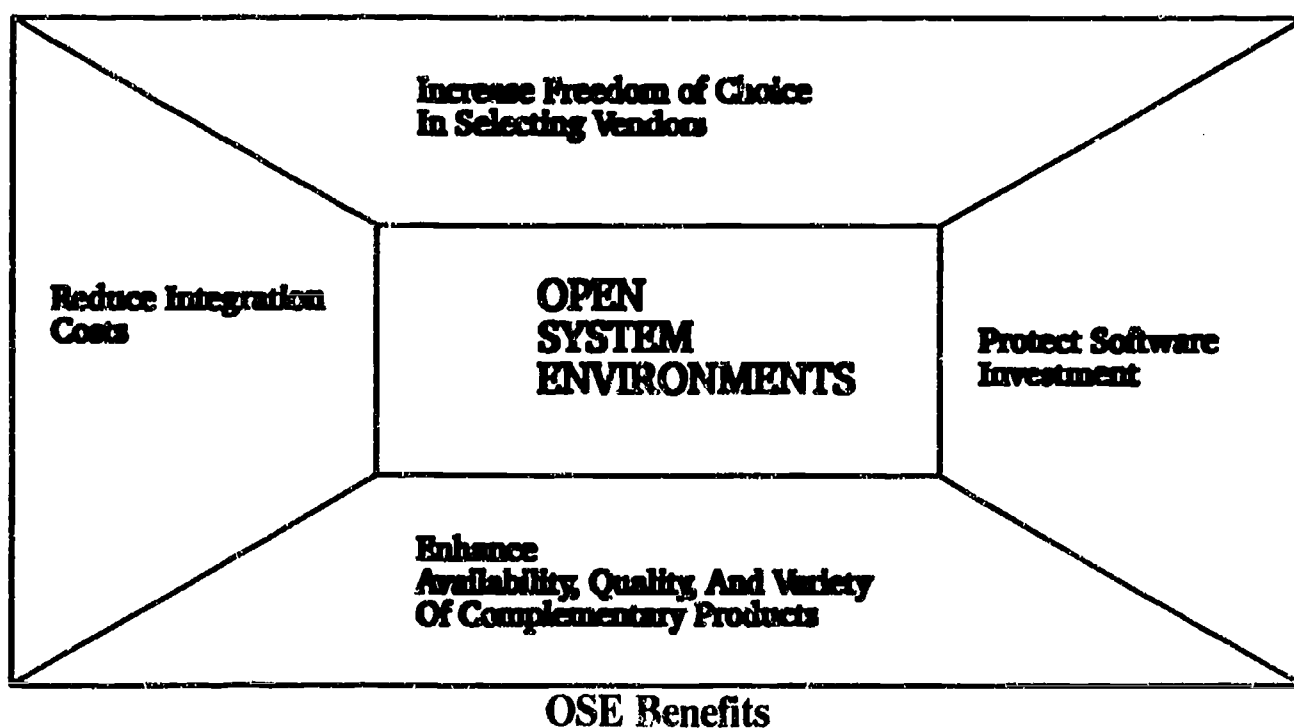 Increase Freedom of Choice
In Selecting Vendors
Reduce Integration
Costs
OPEN
SYSTEM
ENVIRONMENTS
Protect Software
Investment
Enhance
Availability, Quality, And Variety
Of Complementary Products
OSE Benefits